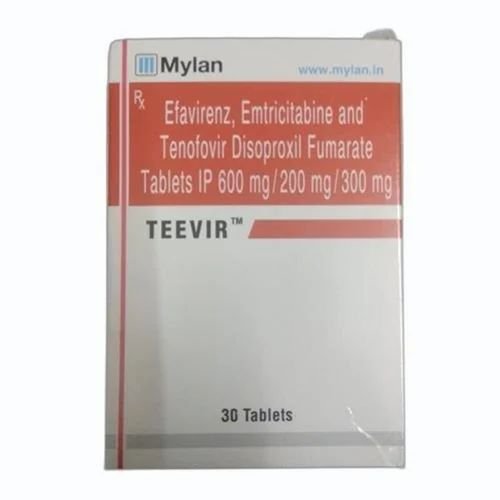 Mylan
www.mylan.in
Rx
Efavirenz, Emtricitabine and
Tenofovir Disoproxil Fumarate
Tablets IP 600 mg/200 mg/300 mg
TEEVIR™
30 Tablets